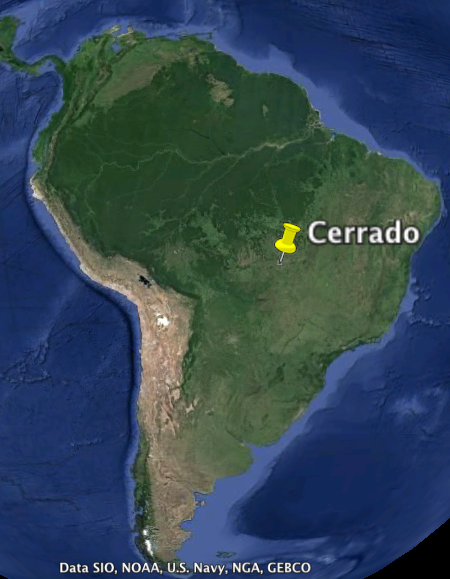 Cerrado
Data SIO, NOAA, U.S. Navy, NGA, GEBCO